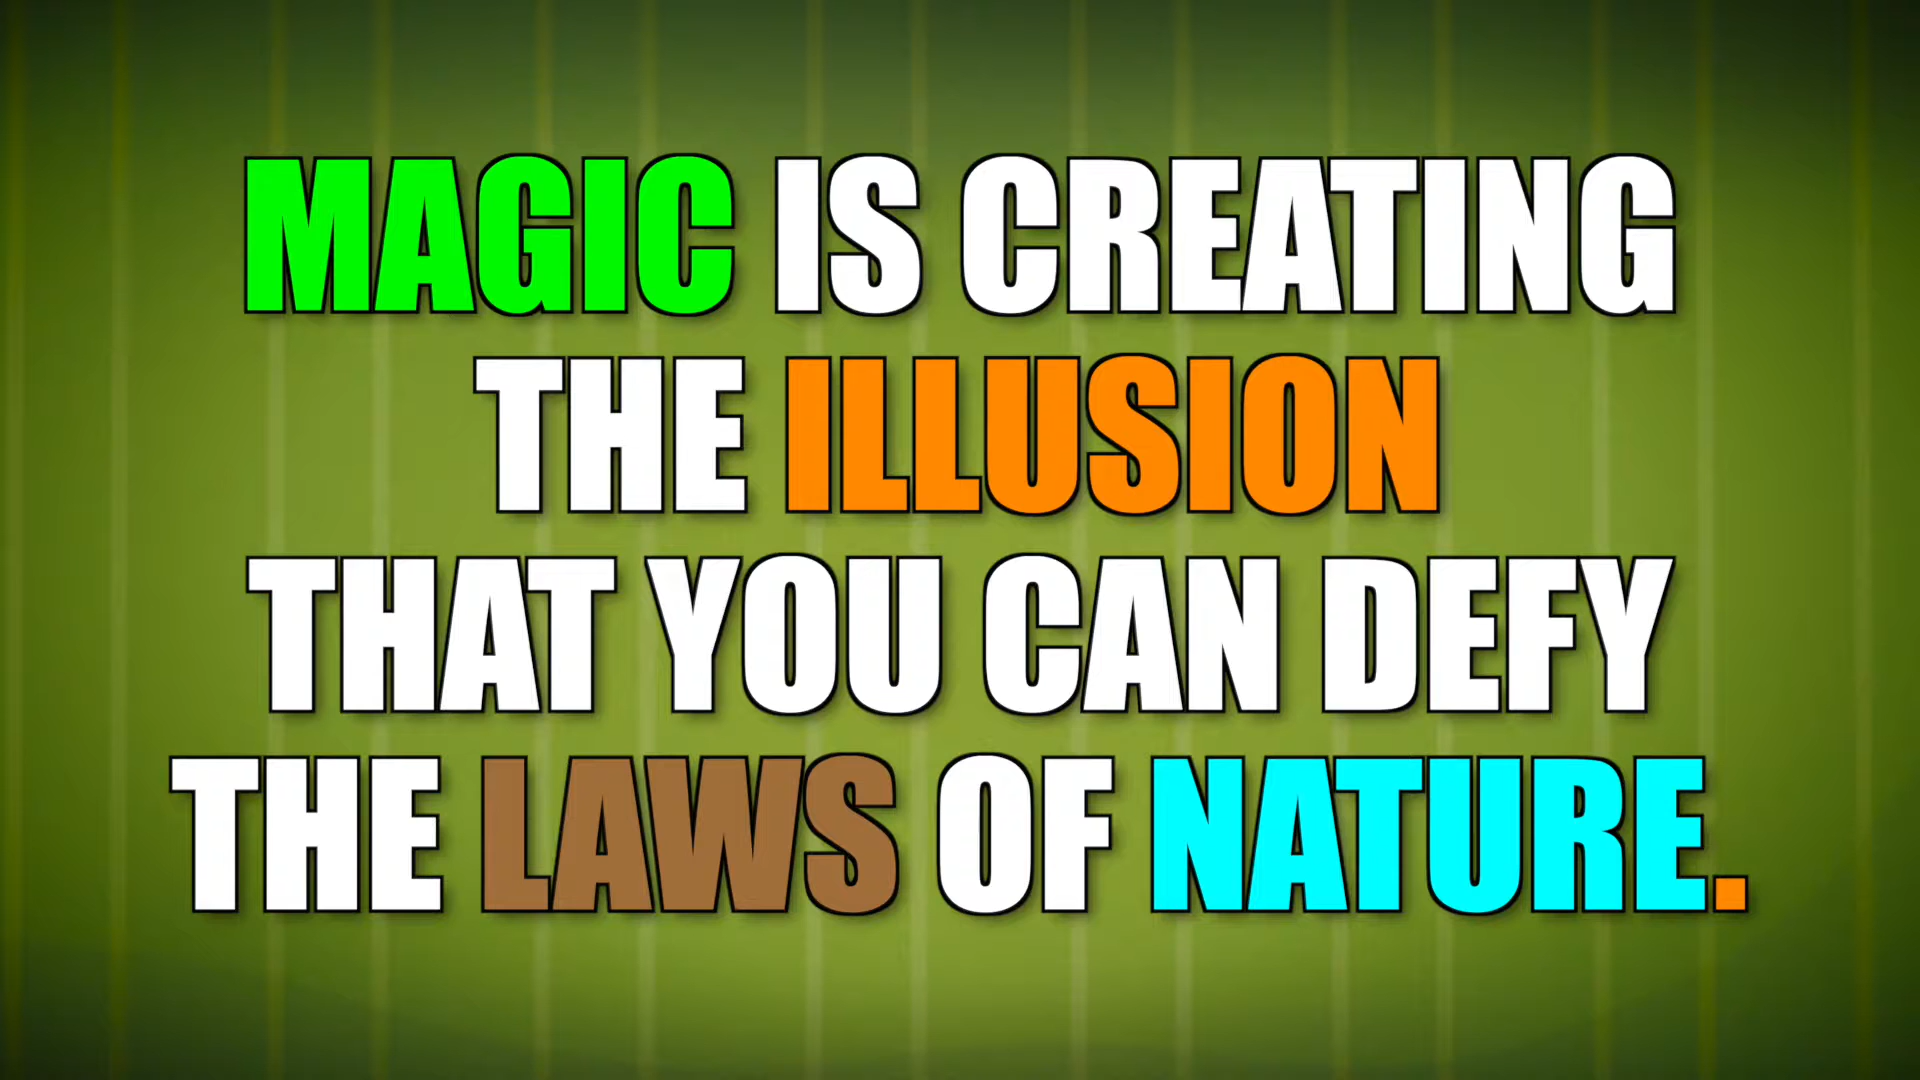 MAGIC IS CREATING
THE ILLUSION
THAT YOU CAN DEFY
THE LAWS OF NATURE.